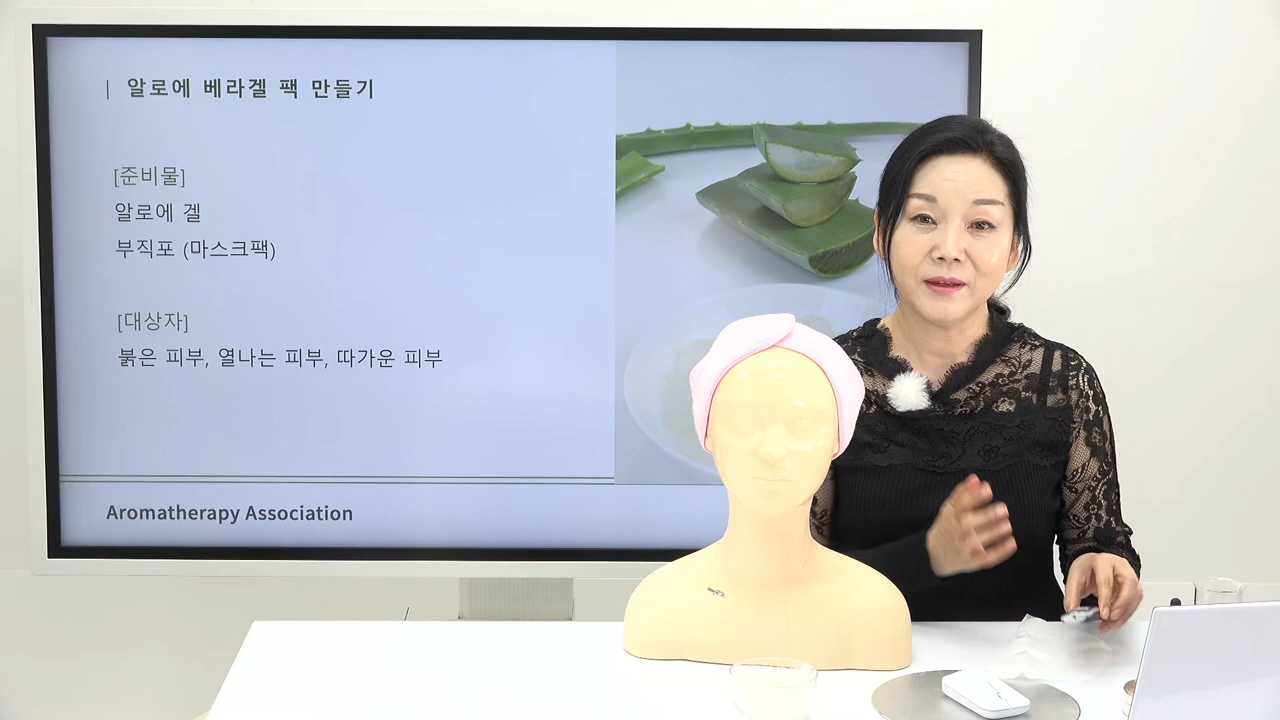 | 알로에 베라겔 팩 만들기
[준비물]
알로에 겔
부직포 (마스크팩)
[대상자]
붉은 피부, 열나는 피부, 따가운 피부
Aromatherapy Association